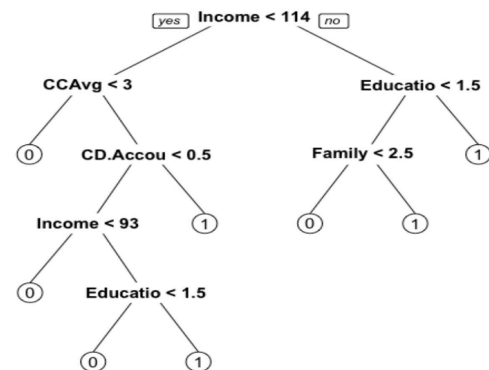 yes Income < 114 no
CCAvg < 3 Educatio < 1.5
0 CD.Accou < 0.5 Family < 2.5 1
Income < 93 1 0 1
0 Educatio < 1.5
0 1